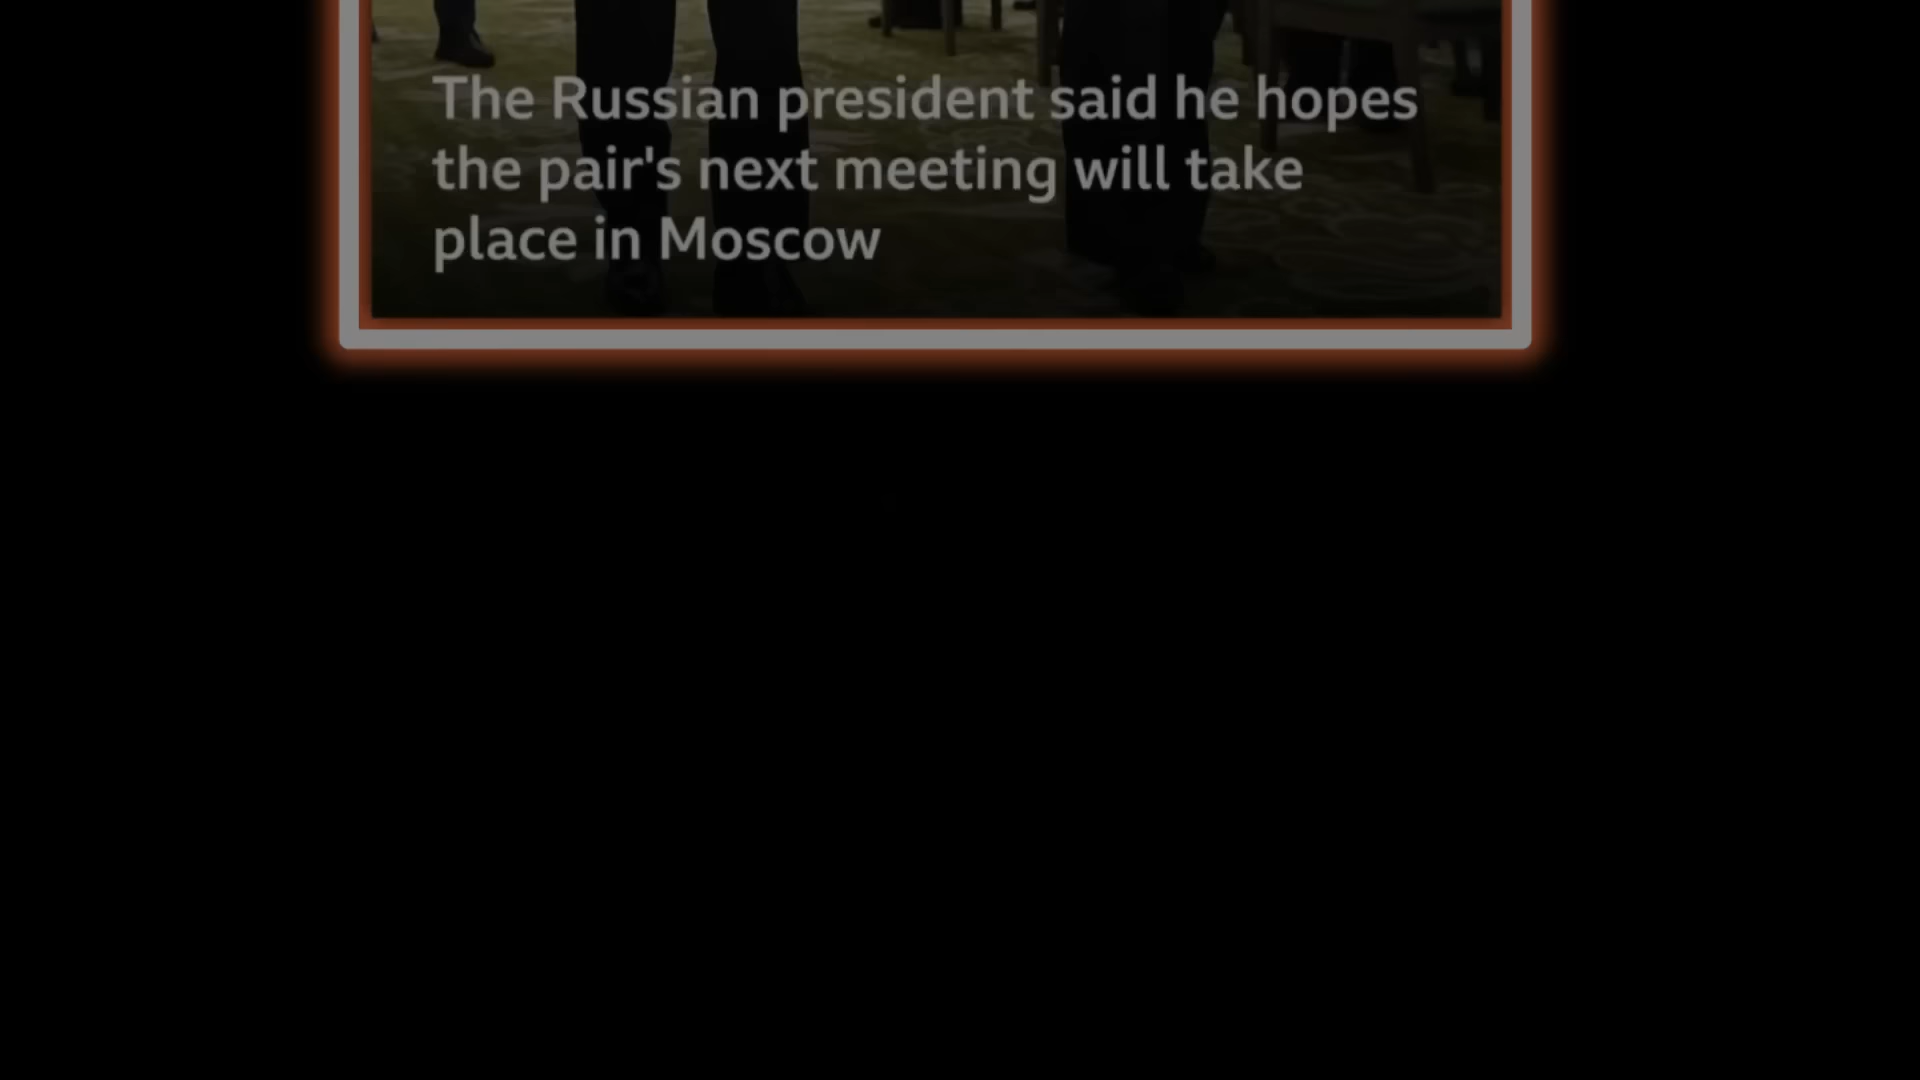 The Russian president said he hopes
the pair's next meeting will take
place in Moscow